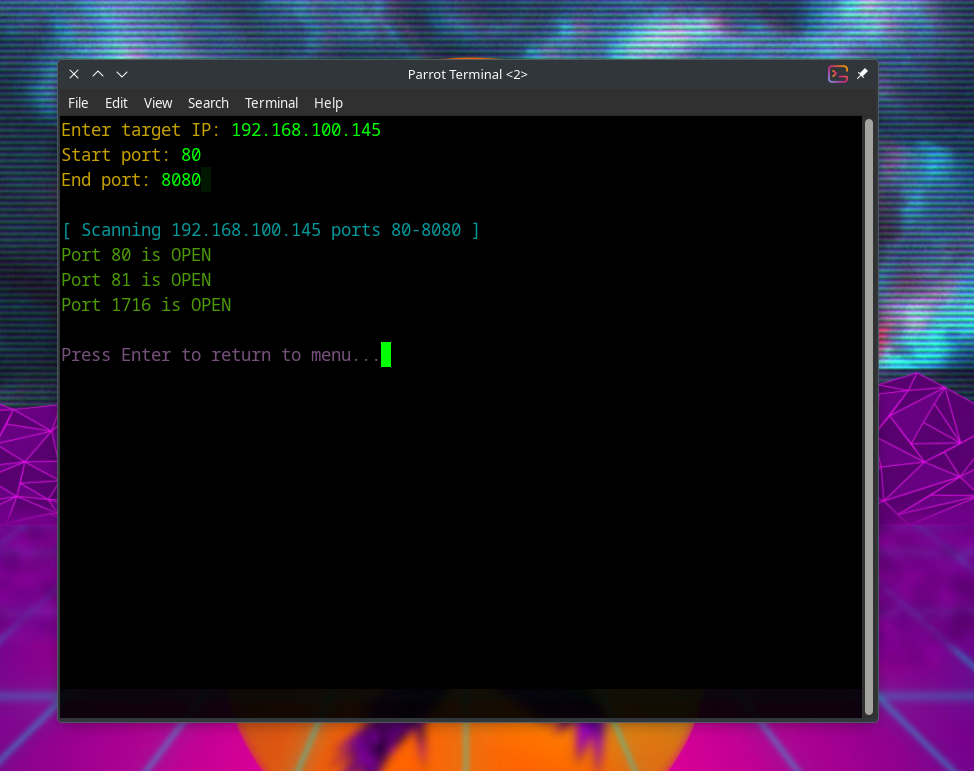 Parrot Terminal <2>
File Edit View Search Terminal Help
Enter target IP: 192.168.100.145
Start port: 80
End port: 8080
[ Scanning 192.168.100.145 ports 80-8080 ]
Port 80 is OPEN
Port 81 is OPEN
Port 1716 is OPEN
Press Enter to return to menu...